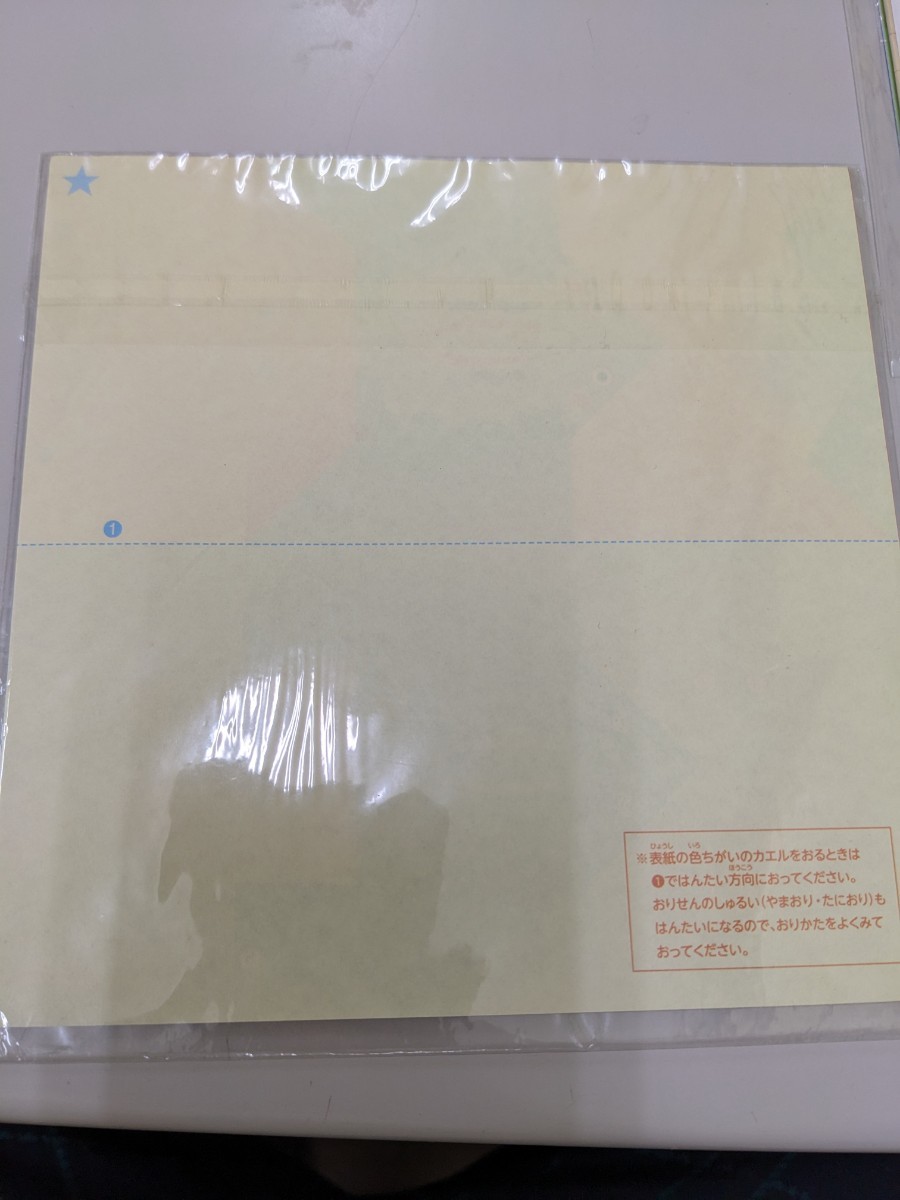 ❶
※表紙の色ちがいのカエルをおるときは
❶ではんたい方向におってください。
おりせんのしゅるい(やまおり・たにおり)も
はんたいになるので、おりかたをよくみて
おってください。